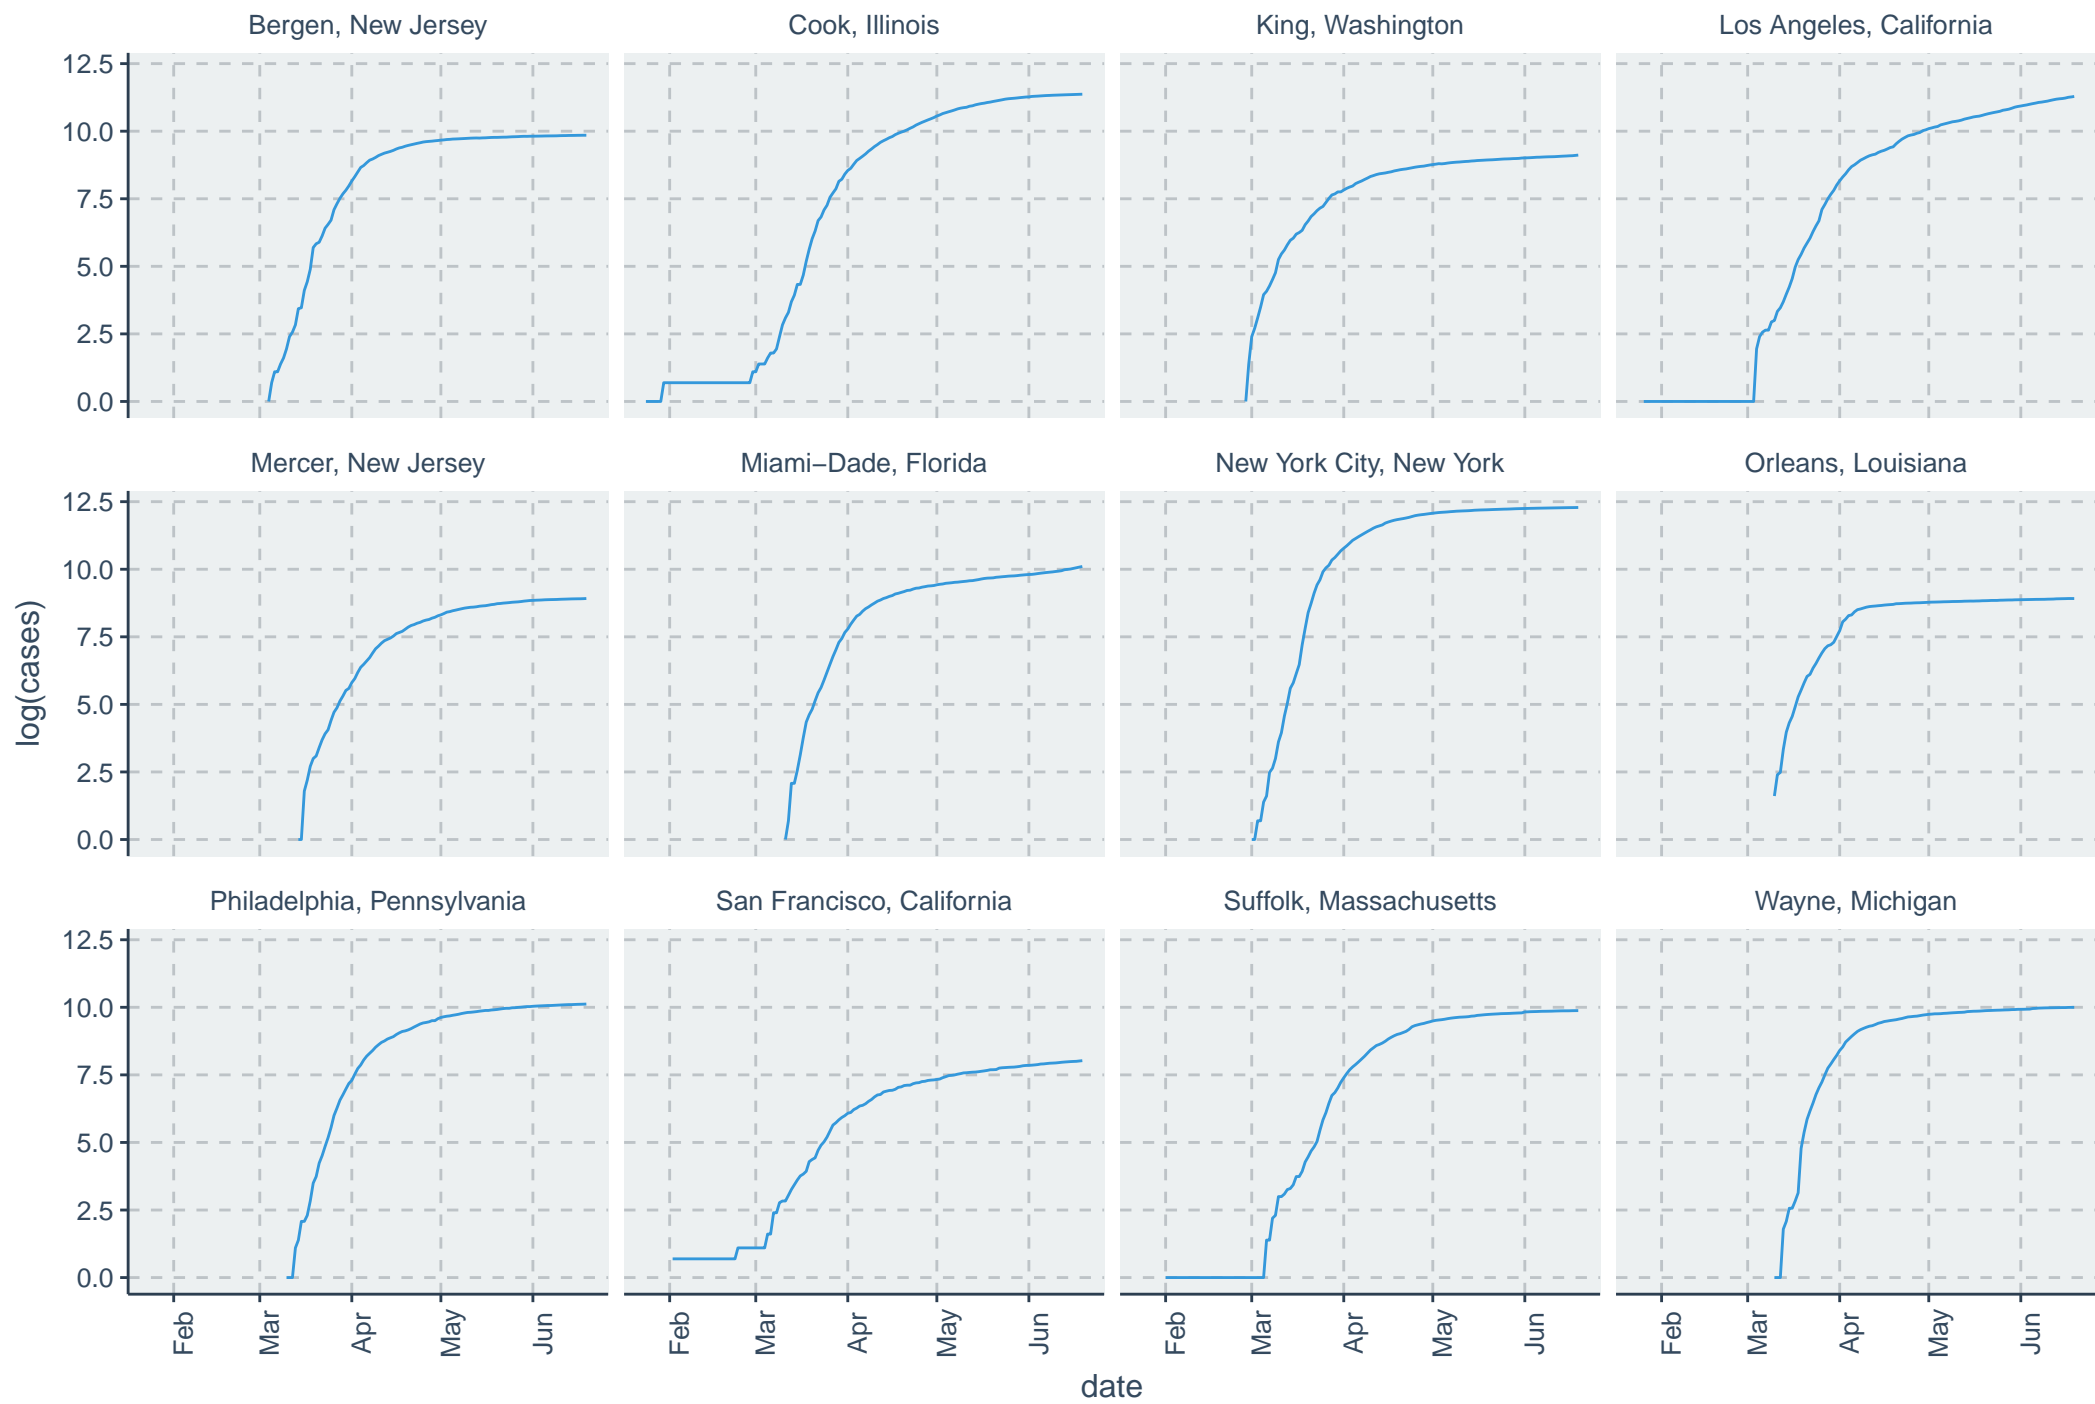 Bergen, New Jersey
Cook, Illinois
King, Washington
Los Angeles, California
12.5
10.0
7.5
5.0
2.5
0.0
Mercer, New Jersey
Miami−Dade, Florida
New York City, New York
Orleans, Louisiana
12.5
10.0
7.5
5.0
2.5
0.0
log(cases)
Philadelphia, Pennsylvania
San Francisco, California
Suffolk, Massachusetts
Wayne, Michigan
12.5
10.0
7.5
5.0
2.5
0.0
Feb Mar Apr May Jun
Feb Mar Apr May Jun
Feb Mar Apr May Jun
Feb Mar Apr May Jun
date